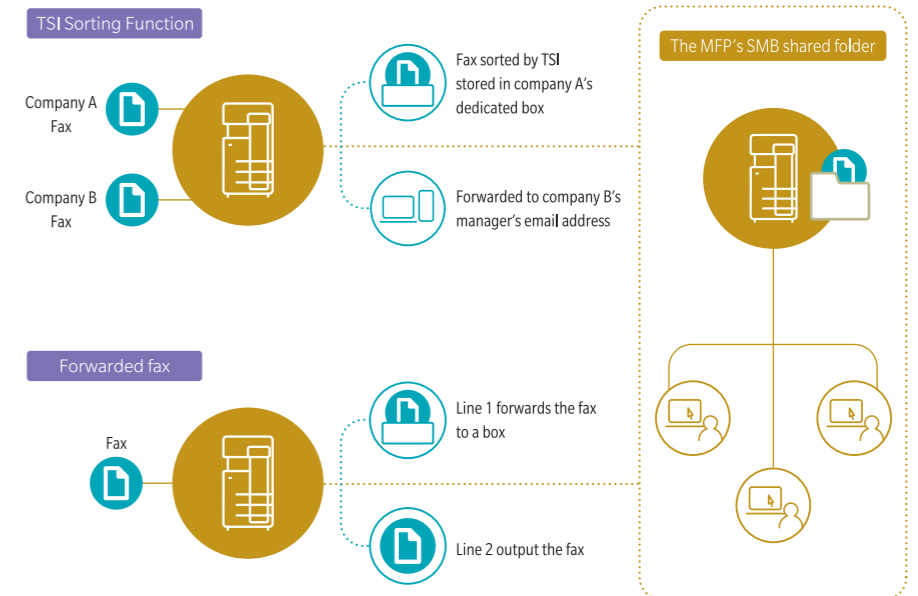 TSI Sorting Function
Company A
Fax
Company B
Fax
Fax sorted by TSI
stored in company A's
dedicated box
Forwarded to company B's
manager's email address
The MFP's SMB shared folder
Forwarded fax
Fax
Line 1 forwards the fax
to a box
Line 2 output the fax